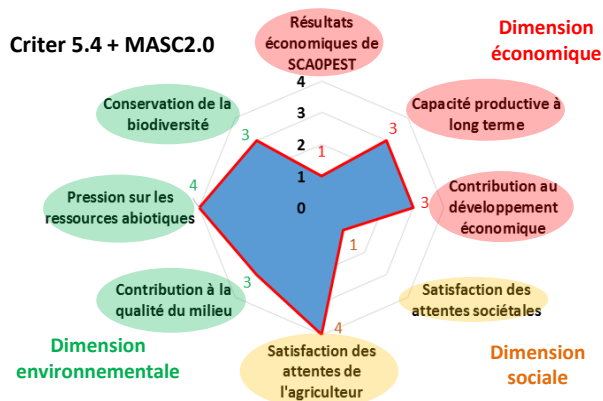 Criter 5.4 + MASC2.0
Résultats
économiques de
SCA0PEST
Dimension
économique
4
3
2
1
0
Conservation de la
biodiversité
3
1
3
Capacité productive à
long terme
4
Pression sur les
ressources abiotiques
3
Contribution au
développement
économique
1
Contribution à la
qualité du milieu
3
Satisfaction des
attentes sociétales
4
Satisfaction des
attentes de
l'agriculteur
Dimension
environnementale
Dimension
sociale